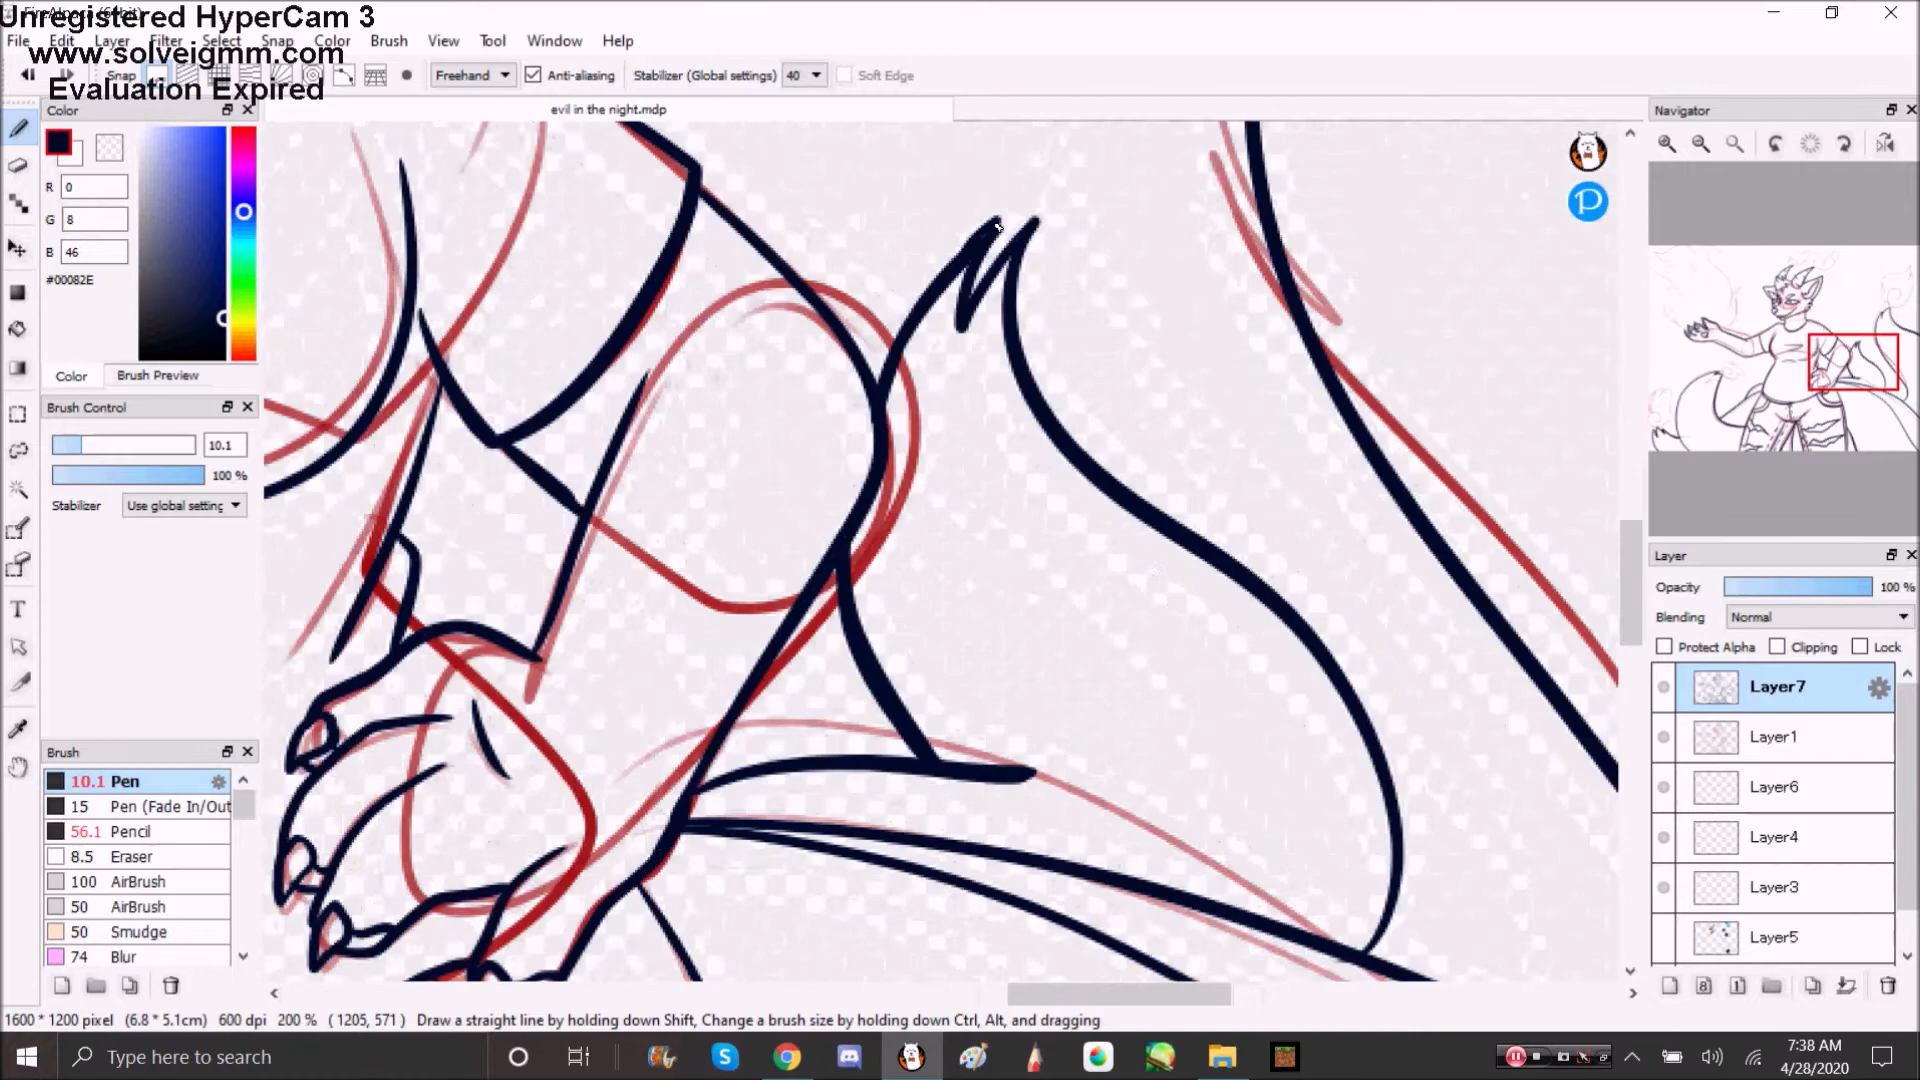 Unregistered HyperCam 3
www.solveigmm.com
Evaluation Expired
File Edit Layer Filter Select Snap Color Brush View Tool Window Help
Snap Freehand Anti-aliasing Stabilizer (Global settings) 40 Soft Edge
Color
evil in the night.mdp
Navigator
R 0
G 8
B 46
#00082E
Color Brush Preview
Brush Control
10.1
100 %
Stabilizer Use global setting
Layer
Opacity 100 %
Blending Normal
Protect Alpha Clipping Lock
Layer7
Layer1
Layer6
Layer4
Layer3
Layer5
Brush
10.1 Pen
15 Pen (Fade In/Out
56.1 Pencil
8.5 Eraser
100 AirBrush
50 AirBrush
50 Smudge
74 Blur
1600 * 1200 pixel (6.8 * 5.1cm) 600 dpi 200 % ( 1205, 571 ) Draw a straight line by holding down Shift, Change a brush size by holding down Ctrl, Alt, and dragging
Type here to search
7:38 AM
4/28/2020